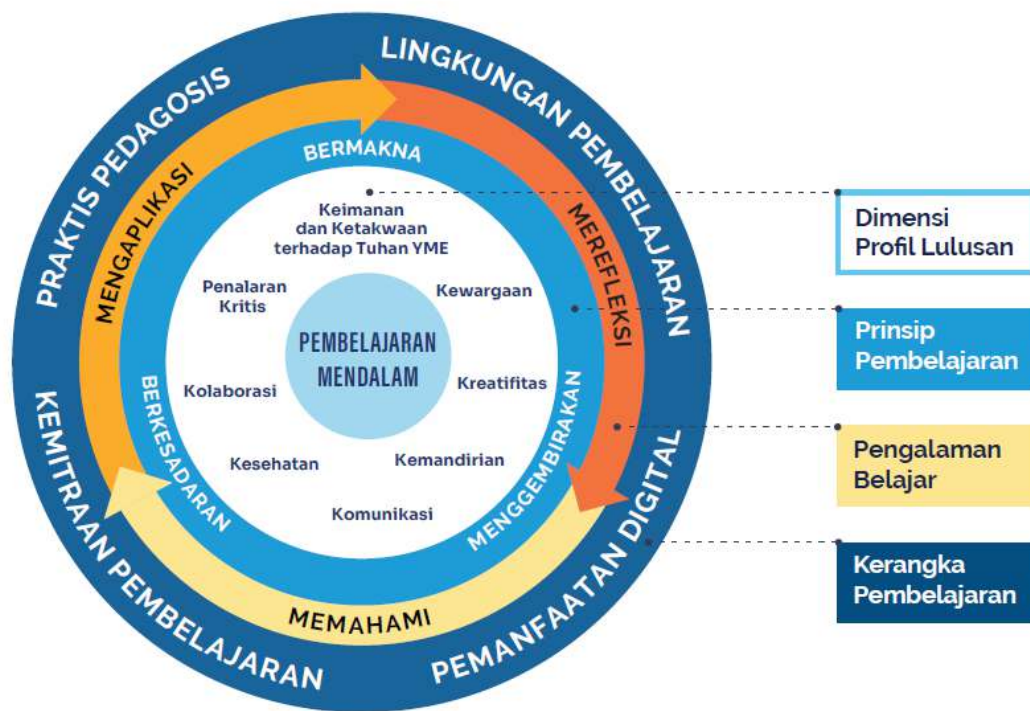 PRAKTIS PEDAGOSIS
LINGKUNGAN PEMBELAJARAN
KEMITRAAN PEMBELAJARAN
PEMANFAATAN DIGITAL
MENGAPLIKASI
MEREFLEKSI
MEMAHAMI
BERMAKNA
BERKESADARAN
MENGGEMBIRAKAN
Keimanan
dan Ketakwaan
terhadap Tuhan YME
Penalaran
Kritis
Kewargaan
Kolaborasi
Kreatifitas
Kesehatan
Kemandirian
Komunikasi
PEMBELAJARAN
MENDALAM
Dimensi
Profil Lulusan
Prinsip
Pembelajaran
Pengalaman
Belajar
Kerangka
Pembelajaran